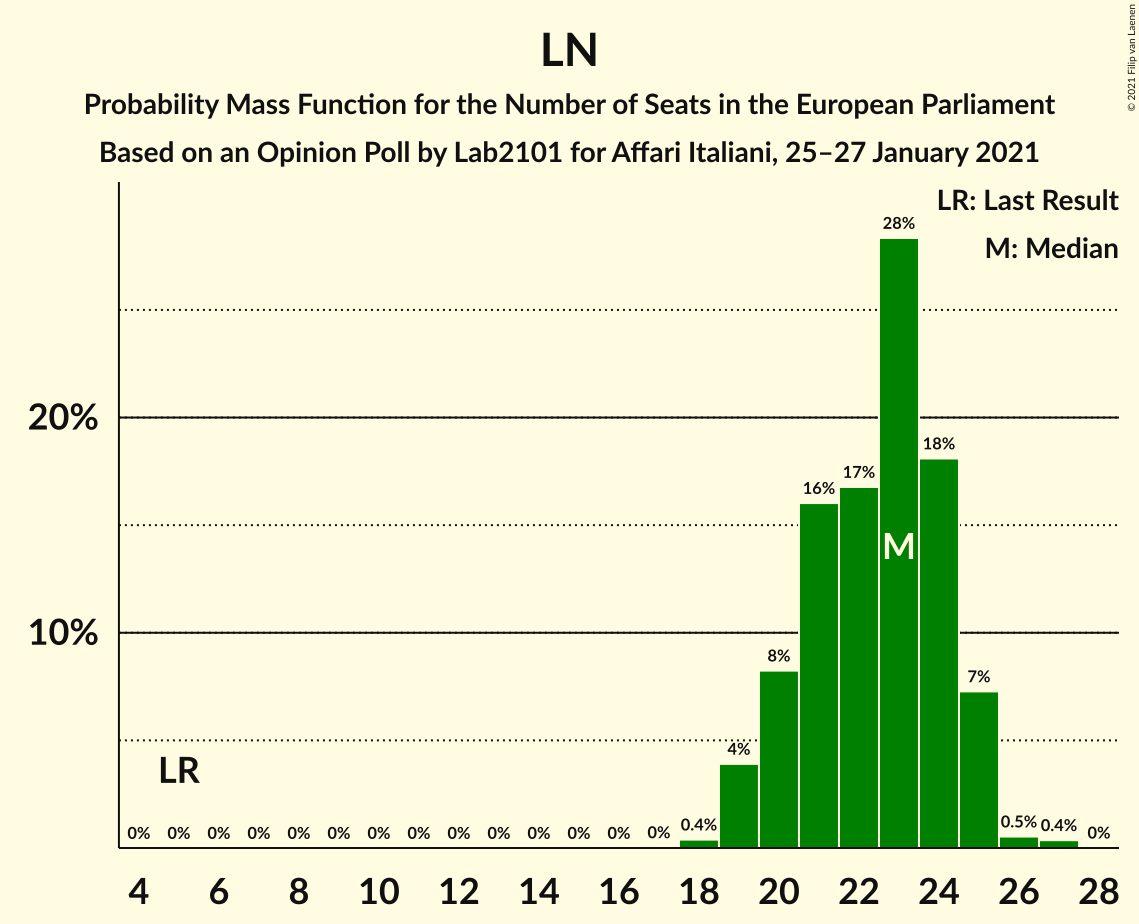 LN
Probability Mass Function for the Number of Seats in the European Parliament
Based on an Opinion Poll by Lab2101 for Affari Italiani, 25–27 January 2021
© 2021 Filip van Laenen
LR: Last Result
M: Median
28%
20%
18%
17%
16%
M
10%
8%
7%
4%
LR
0% 0% 0% 0% 0% 0% 0% 0% 0% 0% 0% 0% 0% 0% 0.4% 0.5% 0.4% 0%
4 6 8 10 12 14 16 18 20 22 24 26 28